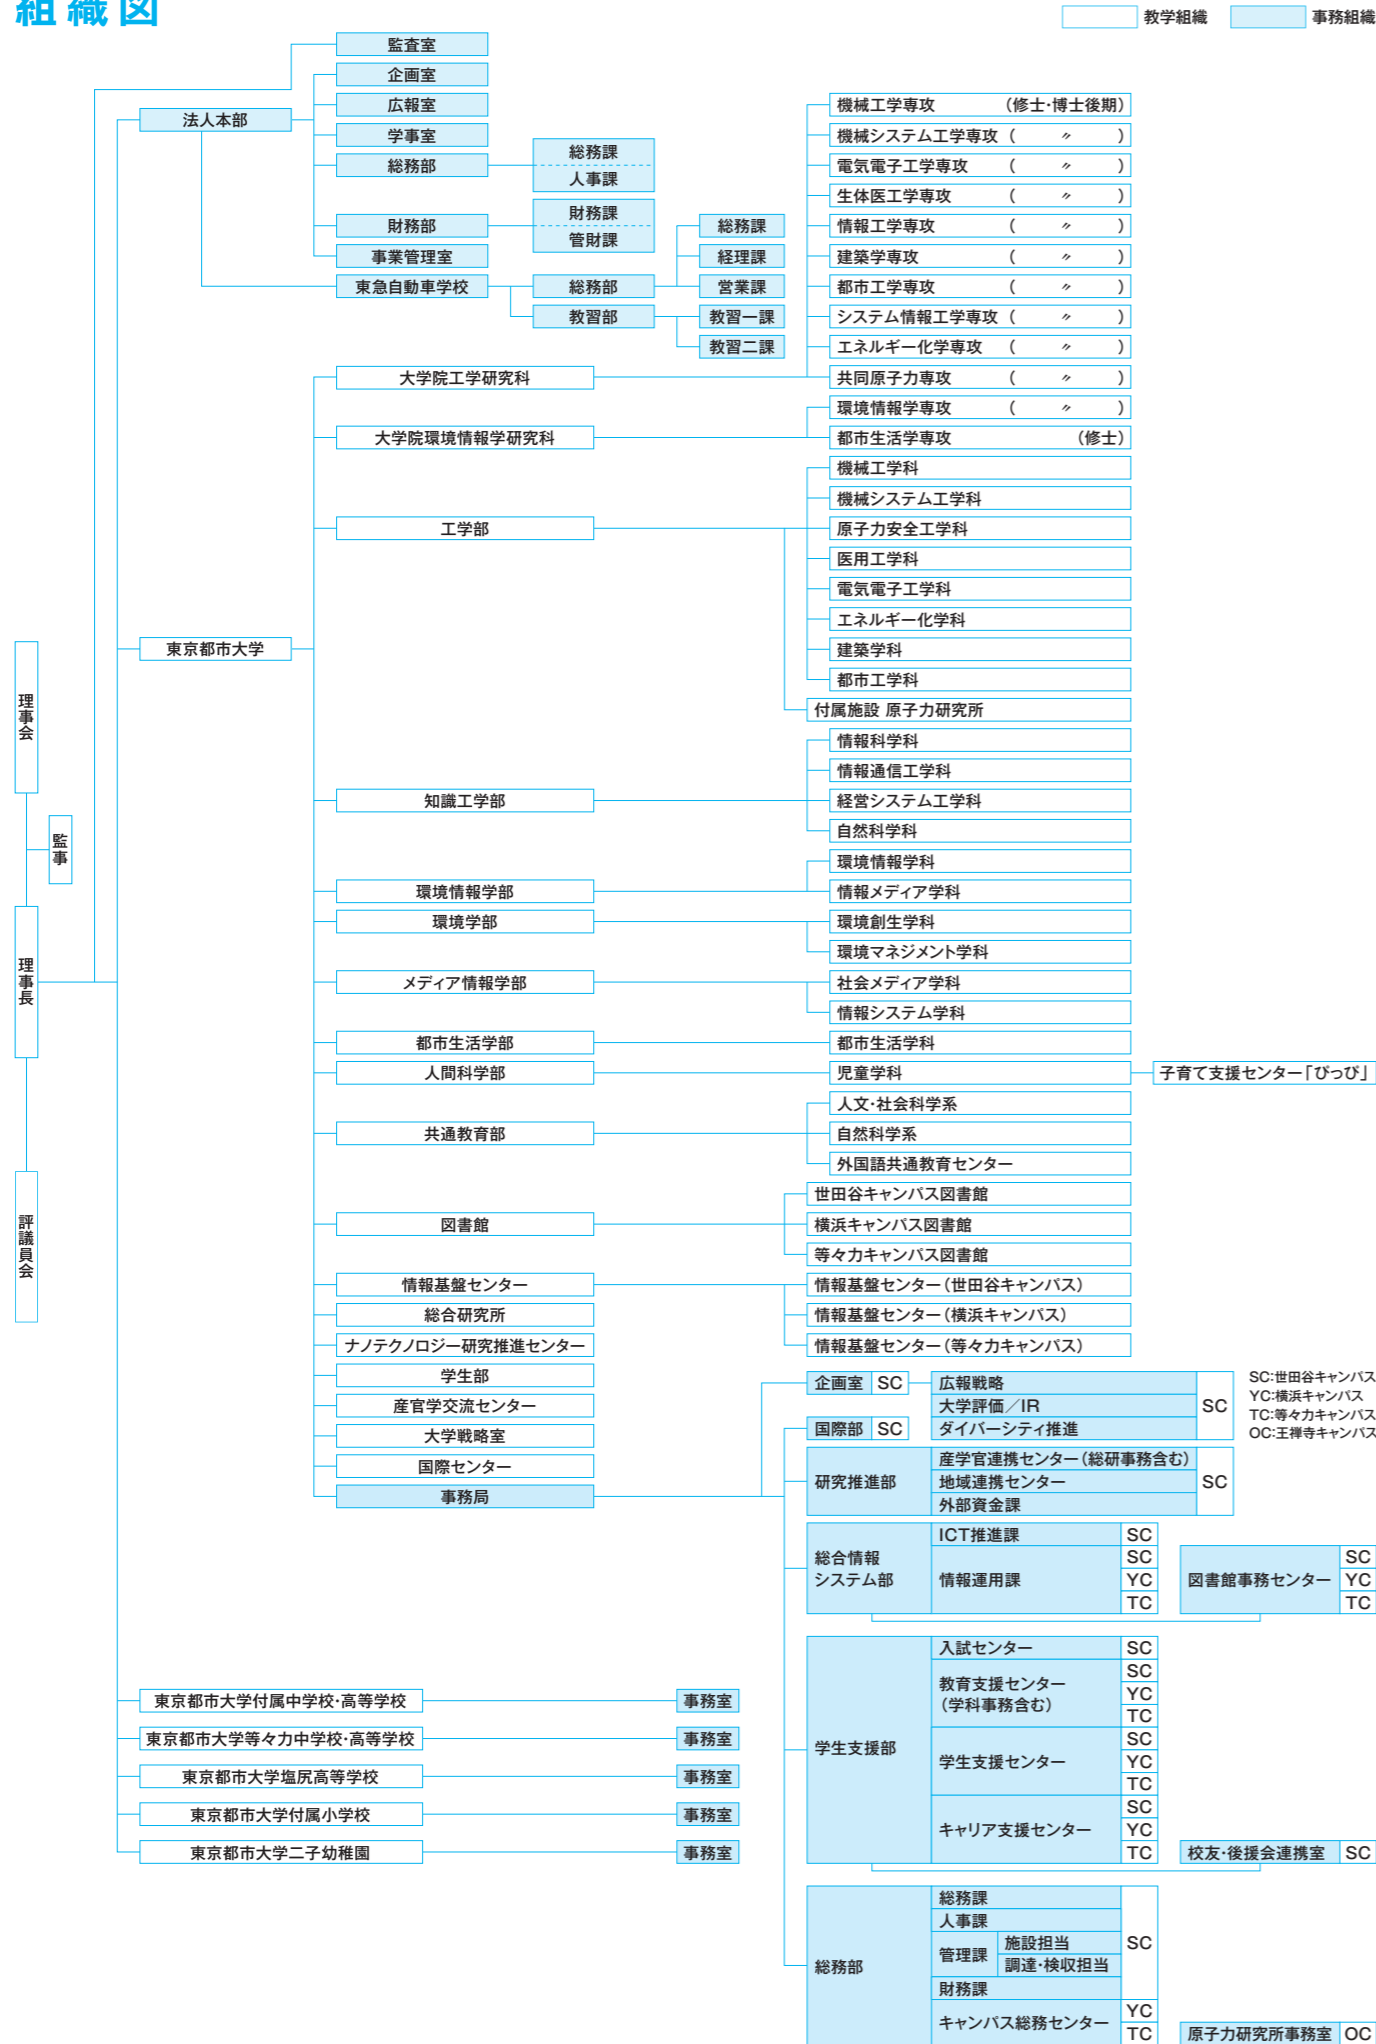 組織図
教学組織
事務組織
理事会
監事
理事長
評議員会
監査室
法人本部
企画室
広報室
学事室
総務部
総務課
人事課
財務部
財務課
管財課
事業管理室
東急自動車学校
総務部
総務課
経理課
営業課
教習部
教習一課
教習二課
東京都市大学
大学院工学研究科
機械工学専攻 (修士・博士後期)
機械システム工学専攻 ( 〃 )
電気電子工学専攻 ( 〃 )
生体医工学専攻 ( 〃 )
情報工学専攻 ( 〃 )
建築学専攻 ( 〃 )
都市工学専攻 ( 〃 )
システム情報工学専攻 ( 〃 )
エネルギー化学専攻 ( 〃 )
共同原子力専攻 ( 〃 )
大学院環境情報学研究科
環境情報学専攻 ( 〃 )
都市生活学専攻 (修士)
工学部
機械工学科
機械システム工学科
原子力安全工学科
医用工学科
電気電子工学科
エネルギー化学科
建築学科
都市工学科
付属施設 原子力研究所
知識工学部
情報科学科
情報通信工学科
経営システム工学科
自然科学科
環境情報学部
環境情報学科
情報メディア学科
環境学部
環境創生学科
環境マネジメント学科
メディア情報学部
社会メディア学科
情報システム学科
都市生活学部
都市生活学科
人間科学部
児童学科
子育て支援センター「ぴっぴ」
共通教育部
人文・社会科学系
自然科学系
外国語共通教育センター
図書館
世田谷キャンパス図書館
横浜キャンパス図書館
等々力キャンパス図書館
情報基盤センター
情報基盤センター(世田谷キャンパス)
情報基盤センター(横浜キャンパス)
情報基盤センター(等々力キャンパス)
総合研究所
ナノテクノロジー研究推進センター
学生部
産官学交流センター
大学戦略室
国際センター
事務局
企画室 SC
広報戦略
大学評価/IR
ダイバーシティ推進
SC
国際部 SC
SC:世田谷キャンパス
YC:横浜キャンパス
TC:等々力キャンパス
OC:王禅寺キャンパス
研究推進部
産学官連携センター(総研事務含む)
地域連携センター
外部資金課
SC
総合情報
システム部
ICT推進課 SC
情報運用課
SC
YC
TC
図書館事務センター
SC
YC
TC
学生支援部
入試センター SC
教育支援センター
(学科事務含む)
SC
YC
TC
学生支援センター
SC
YC
TC
キャリア支援センター
SC
YC
TC
校友・後援会連携室 SC
総務部
総務課
人事課
管理課
施設担当
調達・検収担当
財務課
SC
キャンパス総務センター
YC
TC
原子力研究所事務室 OC
東京都市大学付属中学校・高等学校
事務室
東京都市大学等々力中学校・高等学校
事務室
東京都市大学塩尻高等学校
事務室
東京都市大学付属小学校
事務室
東京都市大学二子幼稚園
事務室